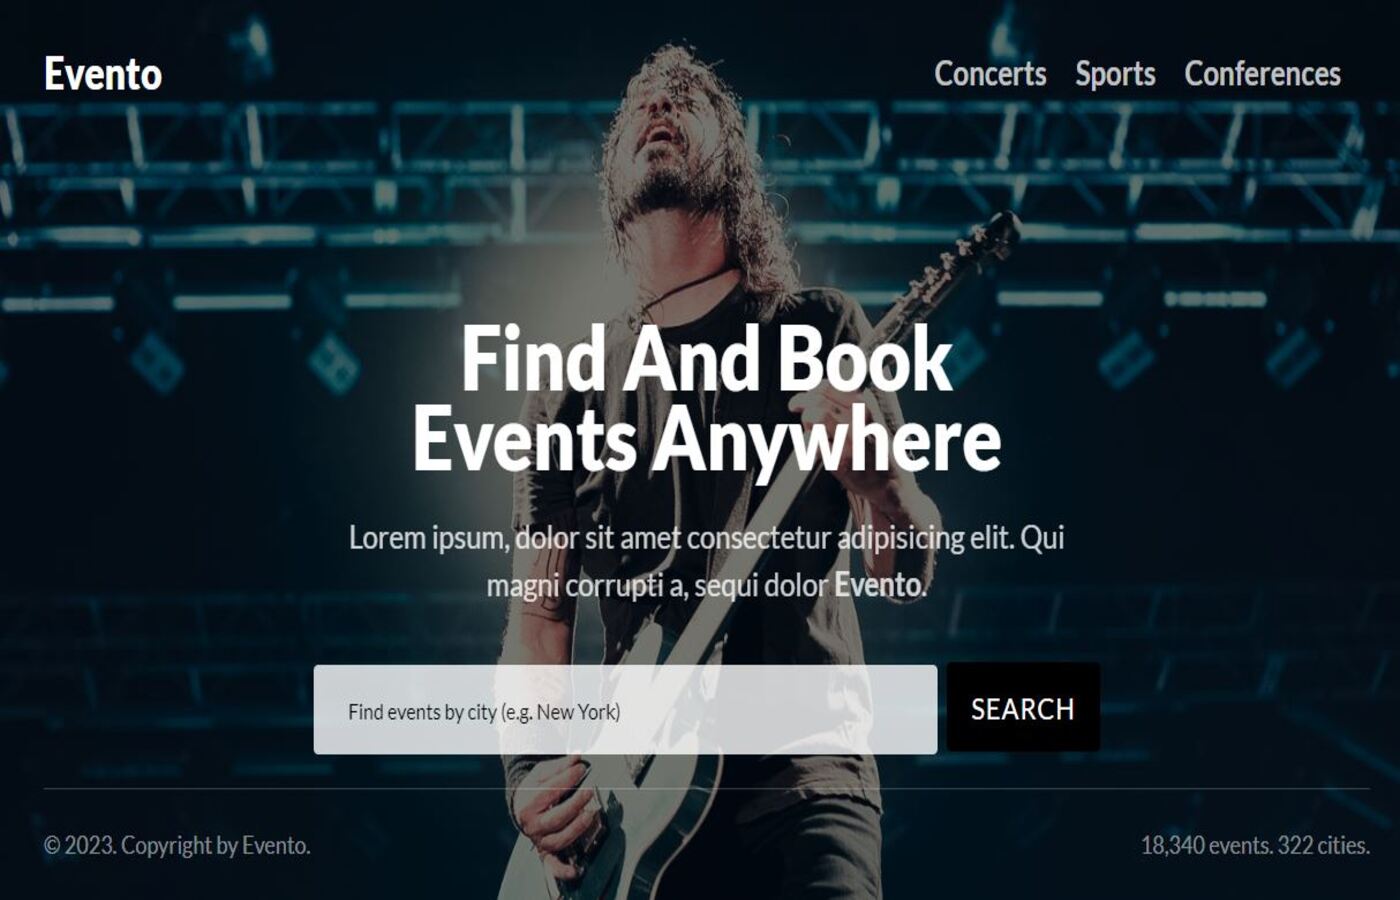 Evento
Concerts Sports Conferences
Find And Book
Events Anywhere
Lorem ipsum, dolor sit amet consectetur adipisicing elit. Qui
magni corrupti a, sequi dolor Evento.
Find events by city (e.g. New York)
SEARCH
© 2023. Copyright by Evento.
18,340 events. 322 cities.